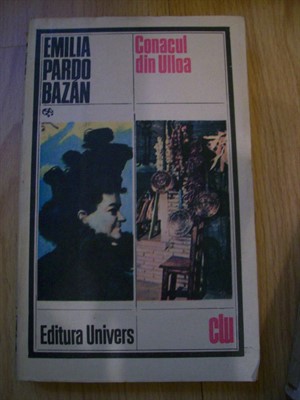 EMILIA
PARDO
BAZÁN
Conacul
din Ulloa
Editura Univers
clu